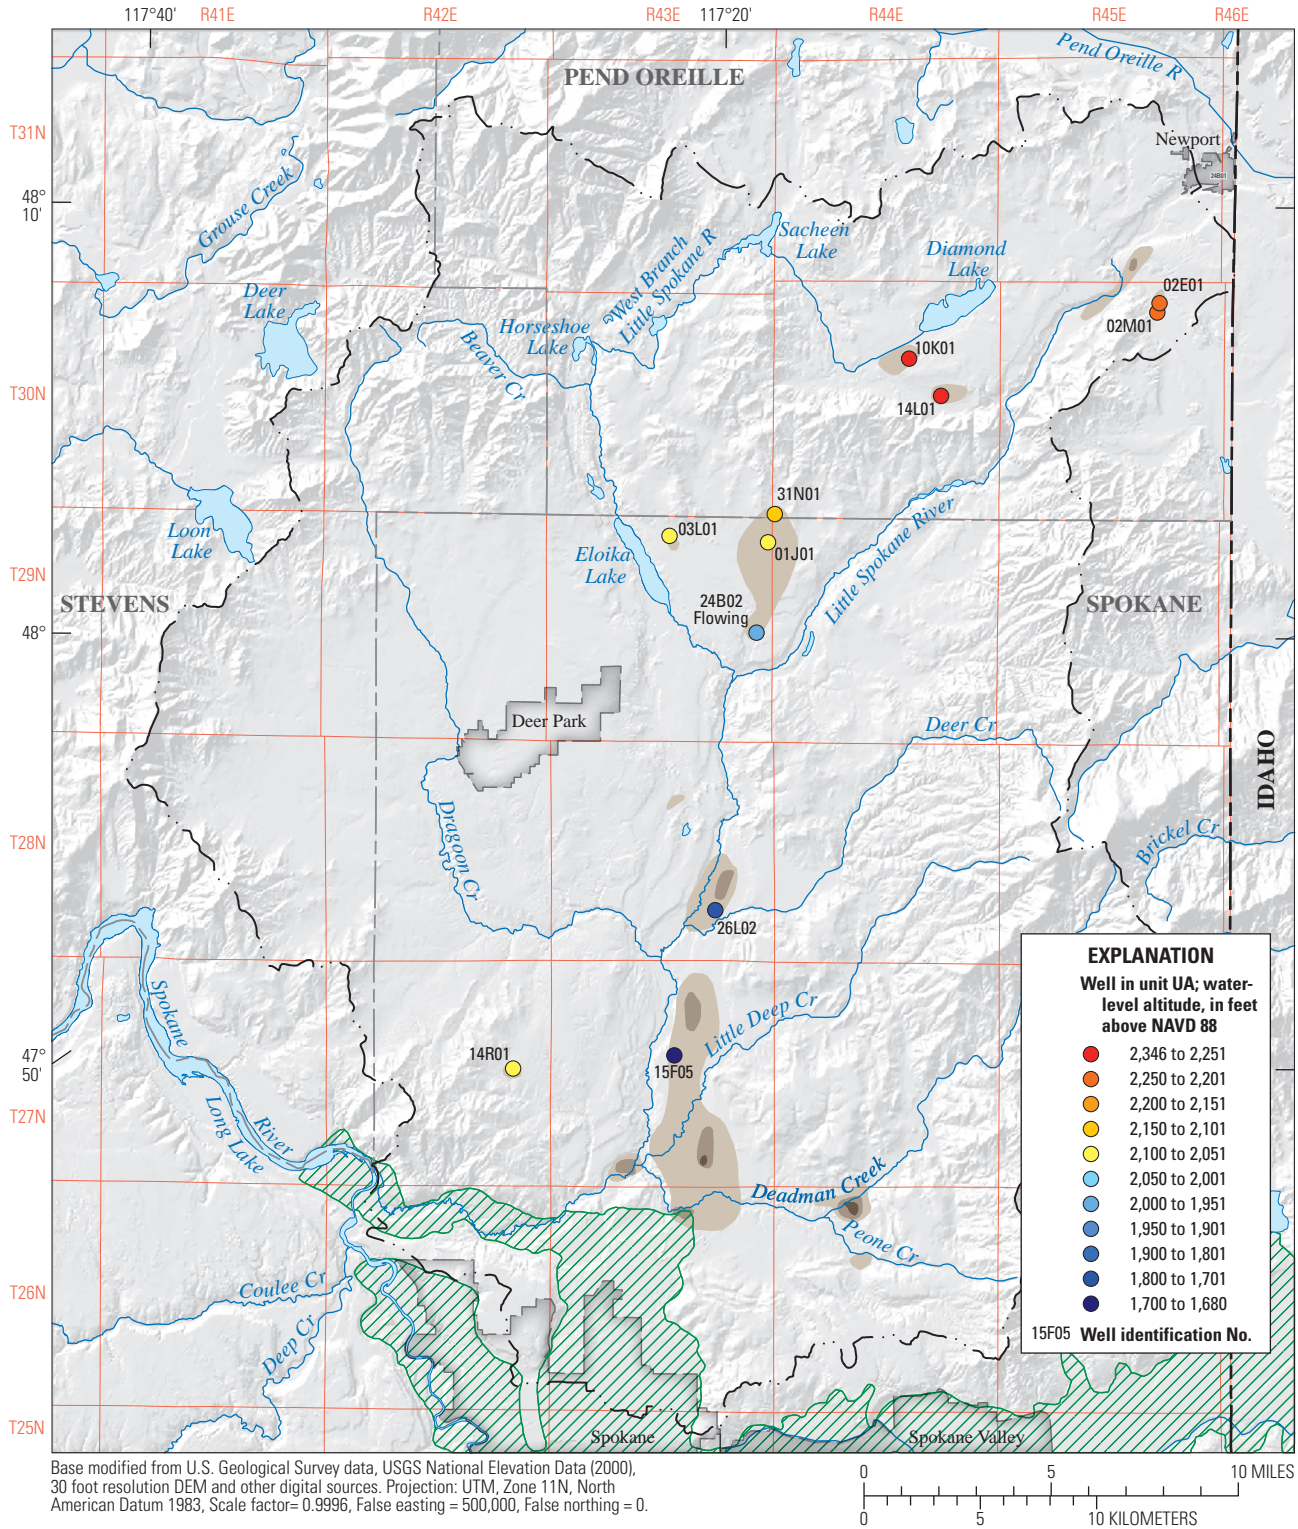 117°40'
R41E
R42E
R43E
117°20'
R44E
R45E
R46E
PEND OREILLE
Pend Oreille R
T31N
Newport
24B01
48°
10'
Grouse Creek
Sacheen
Lake
West Branch
Little Spokane R
Diamond
Lake
Deer
Lake
02E01
02M01
Horseshoe
Lake
Beaver Cr
10K01
T30N
14L01
31N01
Loon
Lake
03L01
01J01
Eloika
Lake
Little Spokane River
T29N
STEVENS
24B02
Flowing
SPOKANE
48°
Deer Park
Deer Cr
IDAHO
Dragoon Cr
T28N
Brickel Cr
26L02
Spokane
River
Long Lake
Little Deep Cr
47°
50'
14R01
15F05
T27N
Deadman Creek
Peone Cr
Coulee Cr
T26N
Deep Cr
T25N
Spokane
Spokane Valley
EXPLANATION
Well in unit UA; water-
level altitude, in feet
above NAVD 88
2,346 to 2,251
2,250 to 2,201
2,200 to 2,151
2,150 to 2,101
2,100 to 2,051
2,050 to 2,001
2,000 to 1,951
1,950 to 1,901
1,900 to 1,801
1,800 to 1,701
1,700 to 1,680
15F05 Well identification No.
Base modified from U.S. Geological Survey data, USGS National Elevation Data (2000),
30 foot resolution DEM and other digital sources. Projection: UTM, Zone 11N, North
American Datum 1983, Scale factor= 0.9996, False easting = 500,000, False northing = 0.
0 5 10 MILES
0 5 10 KILOMETERS